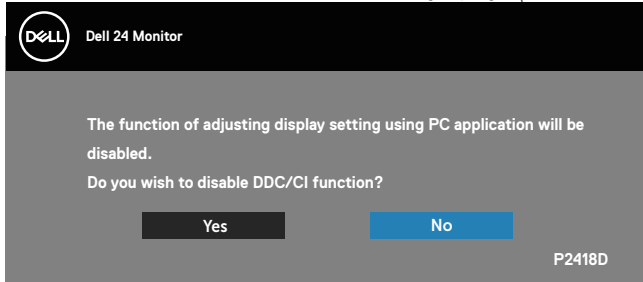 DELL
Dell 24 Monitor
The function of adjusting display setting using PC application will be
disabled.
Do you wish to disable DDC/CI function?
Yes
No
P2418D